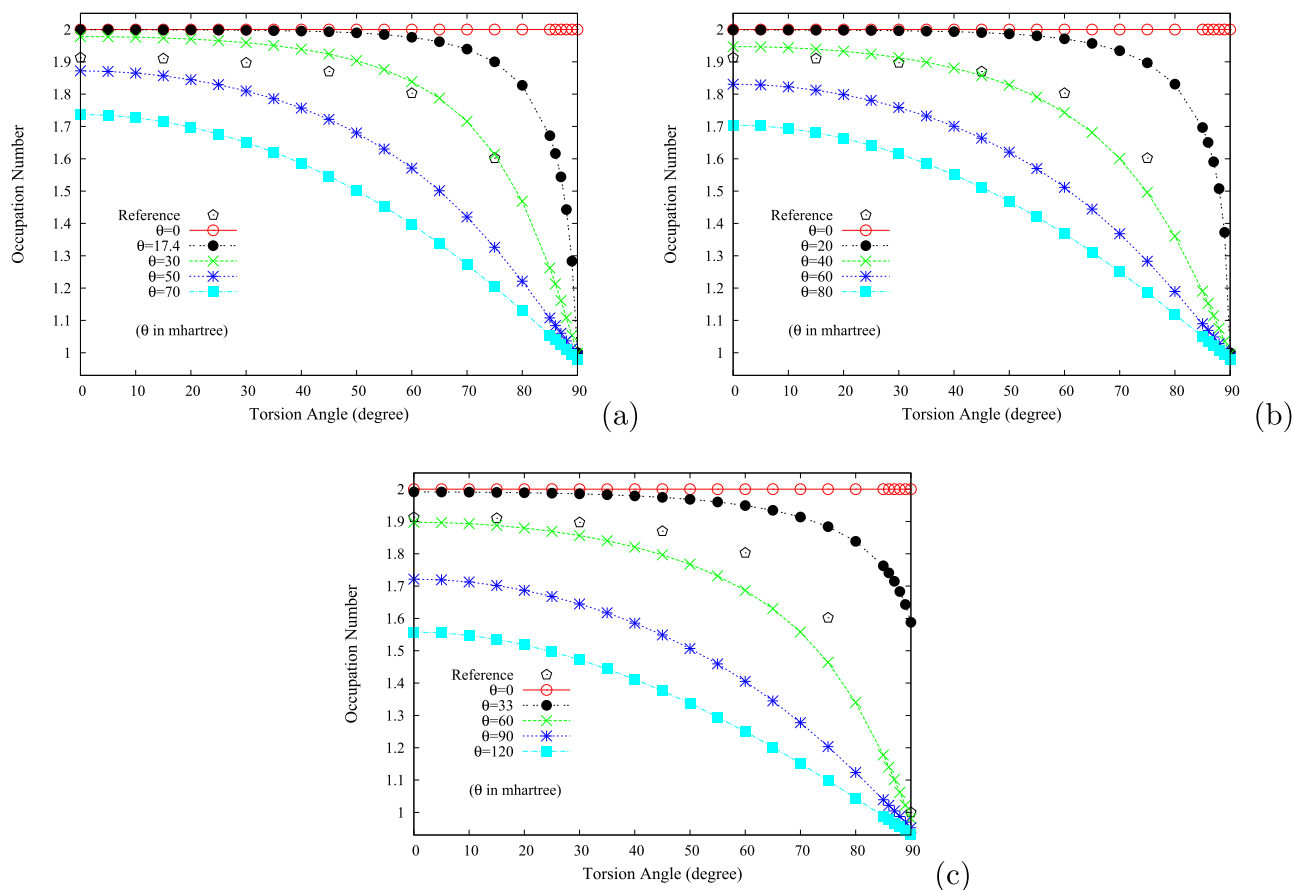 2
1.9
1.8
1.7
1.6
1.5
1.4
1.3
1.2
1.1
1
Occupation Number
Reference
θ=0
θ=17.4
θ=30
θ=50
θ=70
(θ in mhartree)
0 10 20 30 40 50 60 70 80 90
Torsion Angle (degree)
(a)
2
1.9
1.8
1.7
1.6
1.5
1.4
1.3
1.2
1.1
1
Occupation Number
Reference
θ=0
θ=20
θ=40
θ=60
θ=80
(θ in mhartree)
0 10 20 30 40 50 60 70 80 90
Torsion Angle (degree)
(b)
2
1.9
1.8
1.7
1.6
1.5
1.4
1.3
1.2
1.1
1
Occupation Number
Reference
θ=0
θ=33
θ=60
θ=90
θ=120
(θ in mhartree)
0 10 20 30 40 50 60 70 80 90
Torsion Angle (degree)
(c)